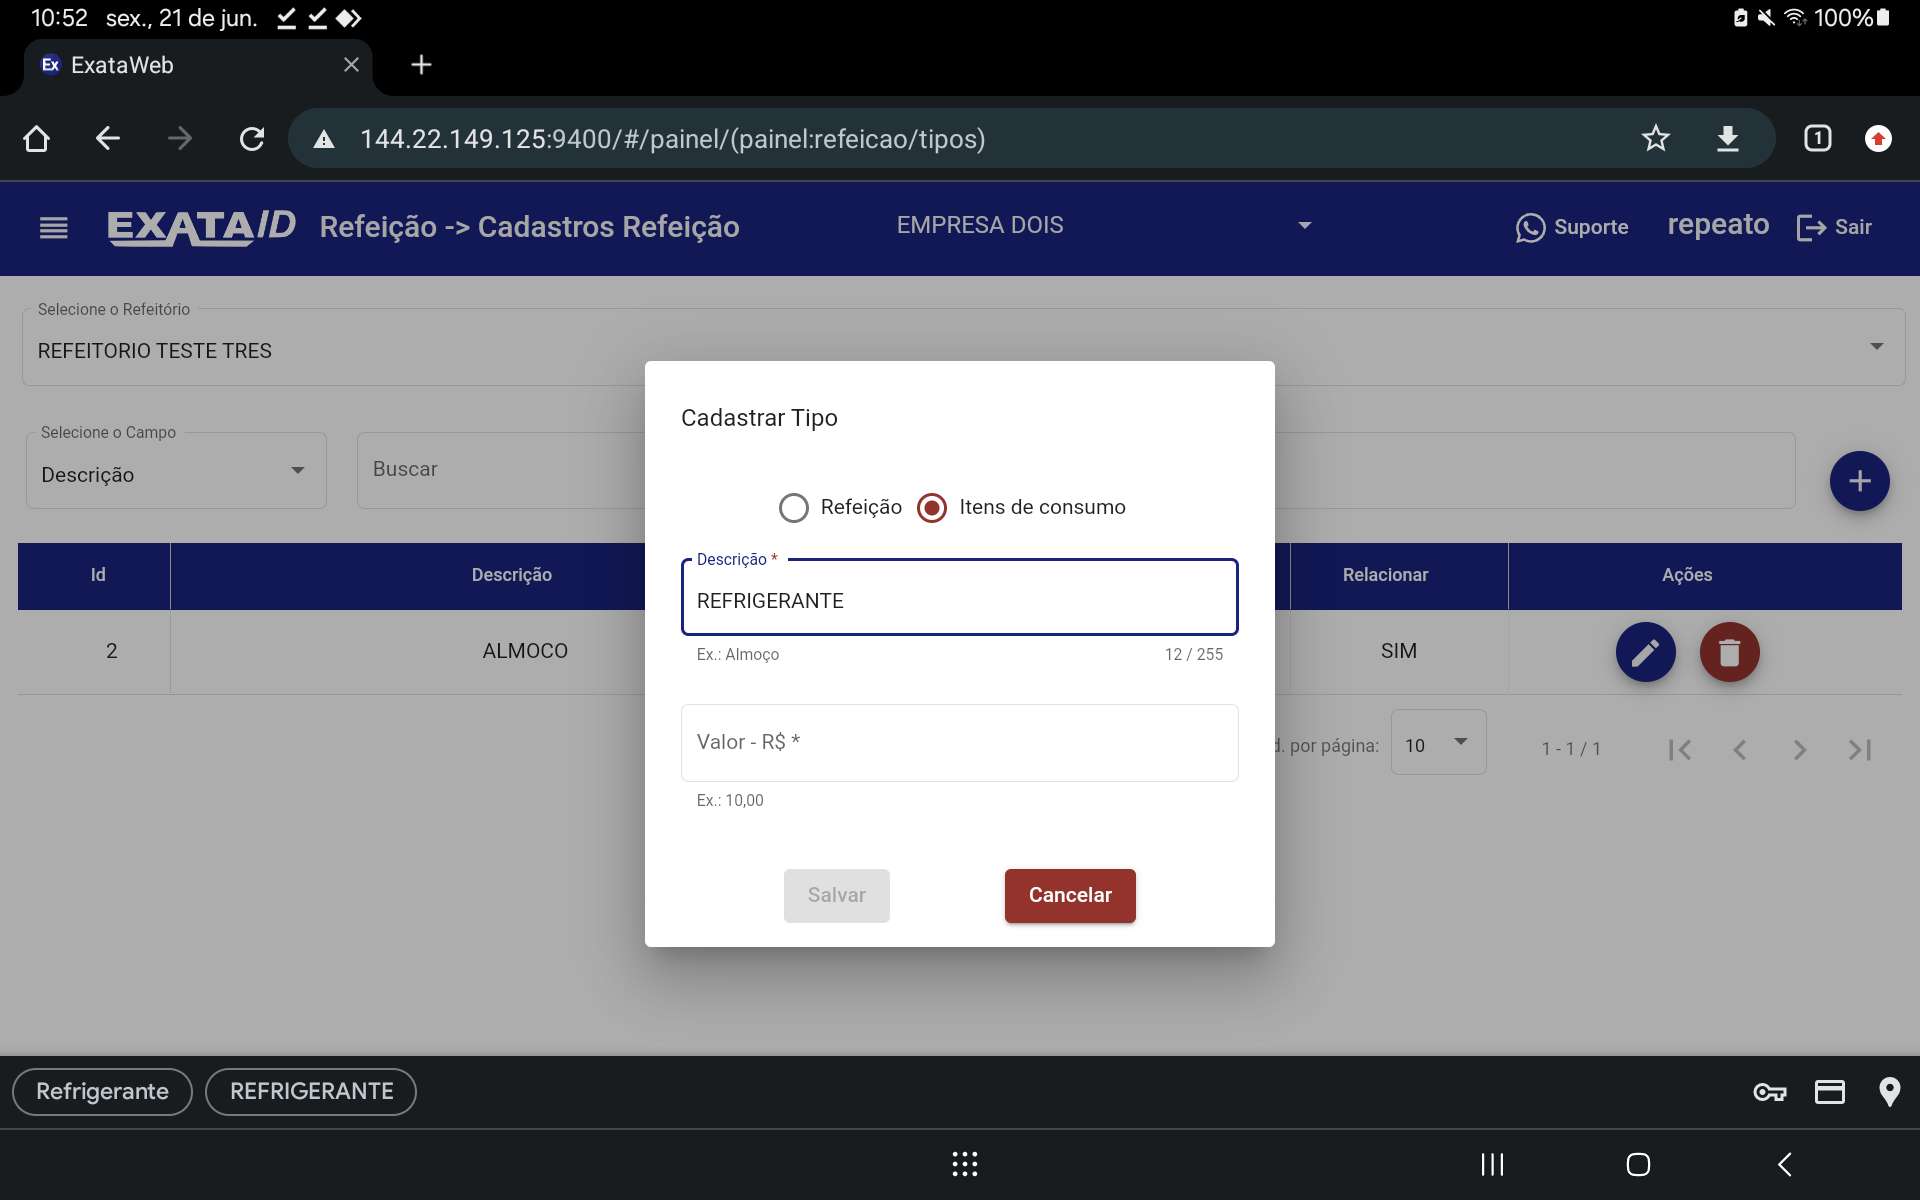 10:52 sex., 21 de jun. 100%
Ex ExataWeb
144.22.149.125:9400/#/painel/(painel:refeicao/tipos) 1
EXATAID Refeição -> Cadastros Refeição EMPRESA DOIS Suporte repeato Sair
Selecione o Refeitório
REFEITORIO TESTE TRES
Selecione o Campo
Descrição
Buscar
Id Descrição Relacionar Ações
2 ALMOCO SIM
d. por página: 10 1 - 1 / 1
Cadastrar Tipo
Refeição Itens de consumo
Descrição *
REFRIGERANTE
Ex.: Almoço 12 / 255
Valor - R$ *
Ex.: 10,00
Salvar Cancelar
Refrigerante REFRIGERANTE